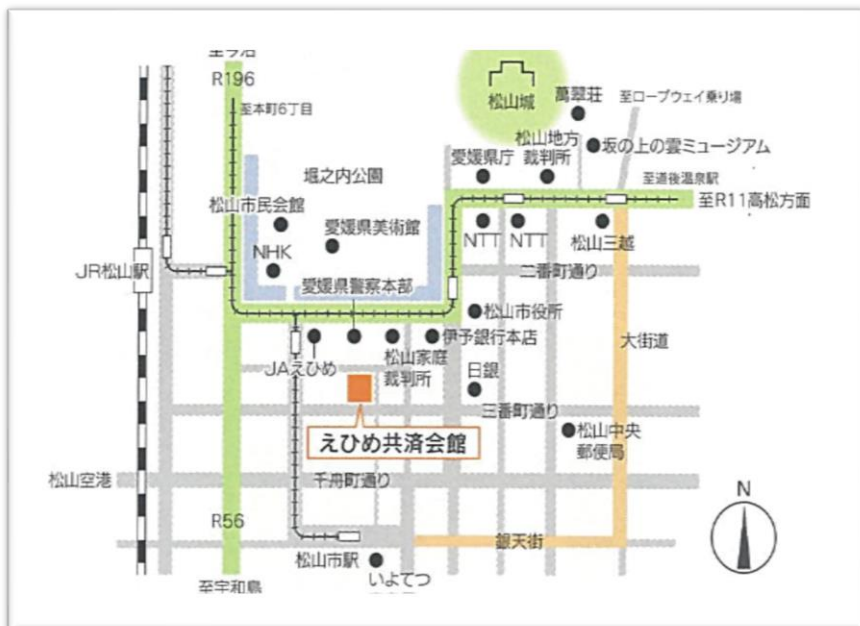 至今治
R196
至本町6丁目
松山城
萬翠荘
至ロープウェイ乗り場
松山地方
裁判所
坂の上の雲ミュージアム
愛媛県庁
堀之内公園
至道後温泉駅
至R11高松方面
松山市民会館
愛媛県美術館
NTT
NTT
松山三越
NHK
JR松山駅
二番町通り
愛媛県警察本部
松山市役所
伊予銀行本店
大街道
JAえひめ
松山家庭
裁判所
日銀
三番町通り
えひめ共済会館
松山中央
郵便局
松山空港
千舟町通り
N
R56
銀天街
松山市駅
いよてつ
至宇和島